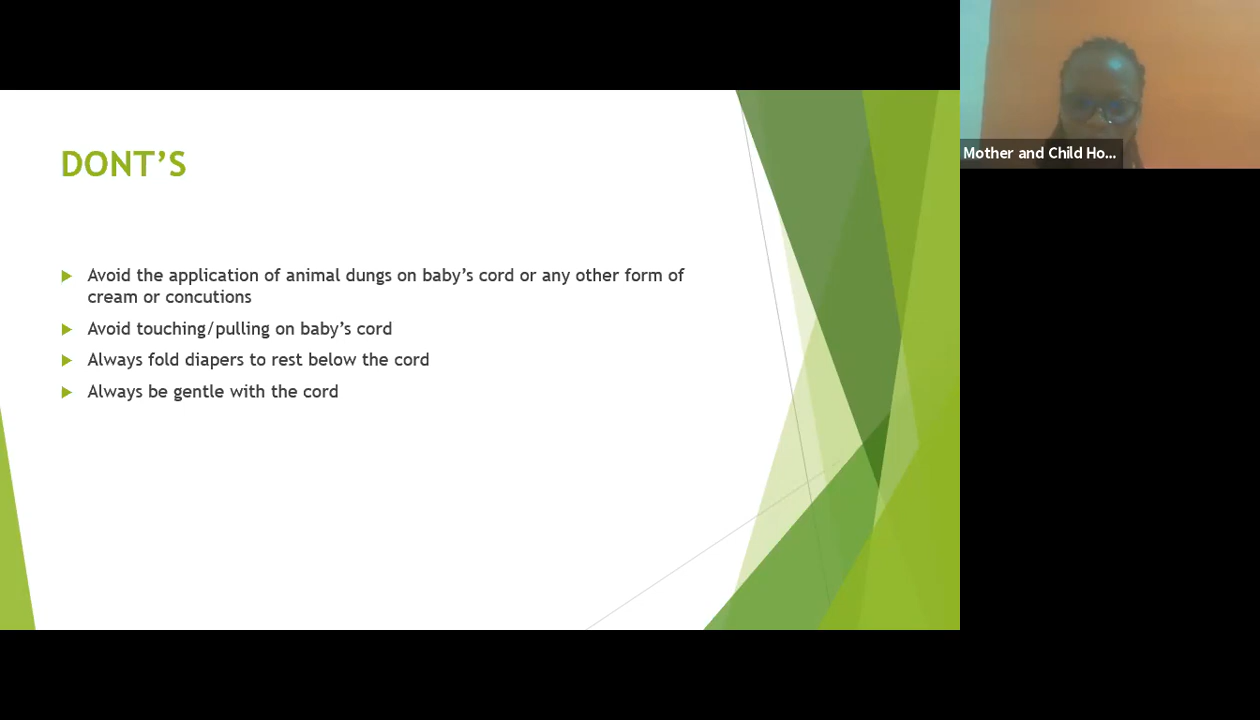 DONT’S
Avoid the application of animal dungs on baby’s cord or any other form of
cream or concutions
Avoid touching/pulling on baby’s cord
Always fold diapers to rest below the cord
Always be gentle with the cord
Mother and Child Ho...